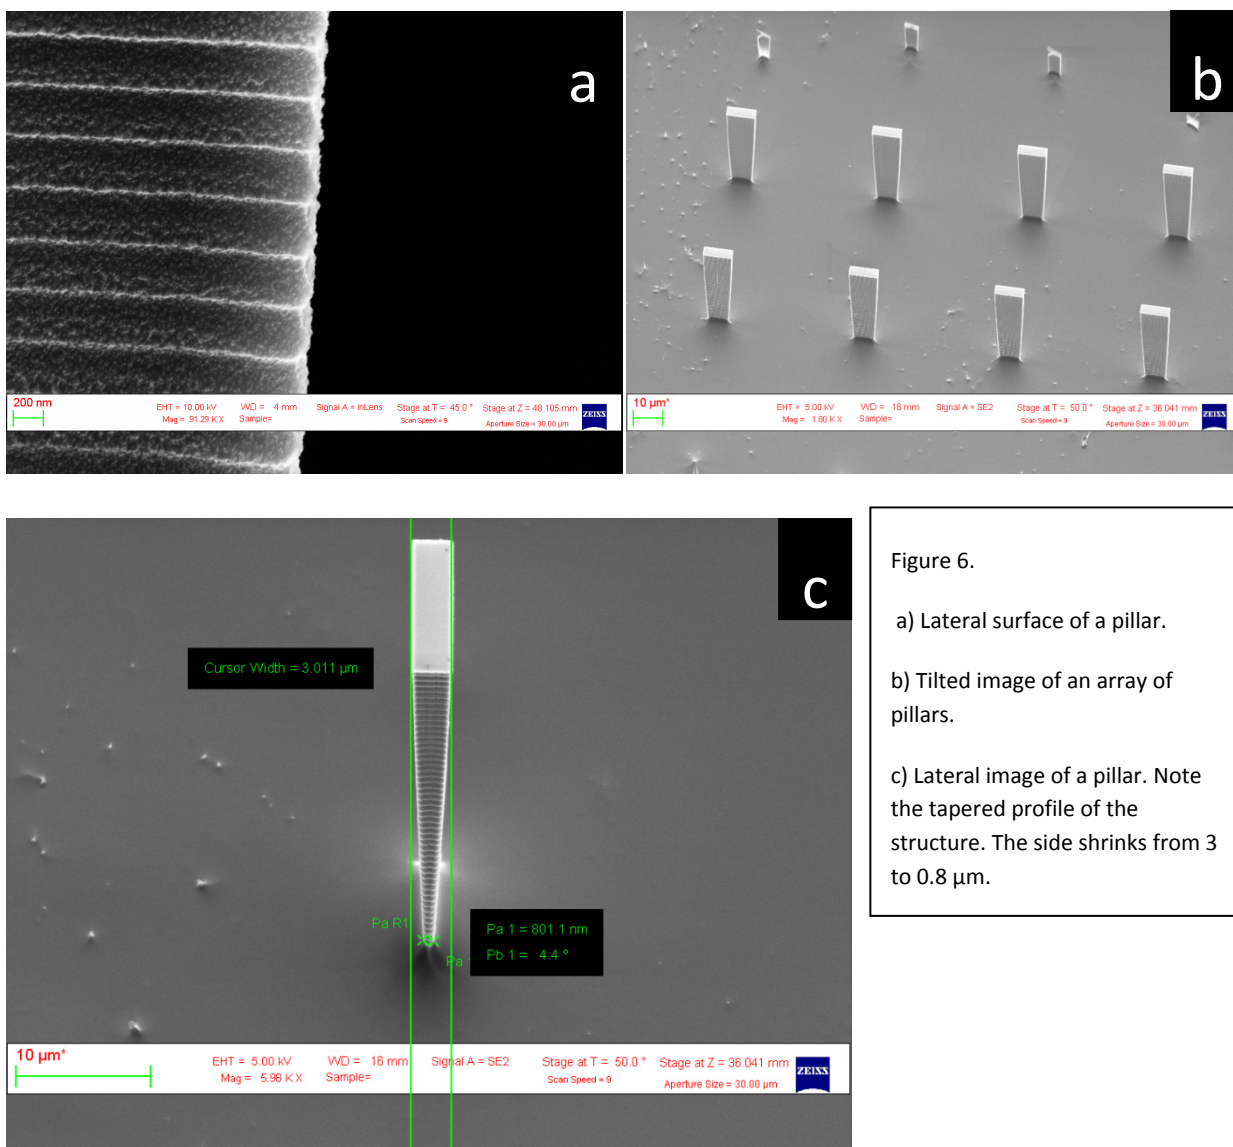 a
200 nm
EHT = 10.00 kV WD = 4 mm Signal A = InLens Stage at T = 45.0 ° Stage at Z = 48.105 mm
Mag = 91.29 K X Sample= Scan Speed = 9 Aperture Size = 30.00 µm
ZEISS
b
10 µm*
EHT = 5.00 kV WD = 16 mm Signal A = SE2 Stage at T = 50.0 ° Stage at Z = 36.041 mm
Mag = 1.80 K X Sample= Scan Speed = 9 Aperture Size = 30.00 µm
ZEISS
c
Cursor Width = 3.011 µm
Pa R1
Pa 1 = 801.1 nm
Pb 1 = 4.4 °
Pa
10 µm*
EHT = 5.00 kV WD = 16 mm Signal A = SE2 Stage at T = 50.0 ° Stage at Z = 36.041 mm
Mag = 5.98 K X Sample= Scan Speed = 9 Aperture Size = 30.00 µm
ZEISS
Figure 6.
a) Lateral surface of a pillar.
b) Tilted image of an array of
pillars.
c) Lateral image of a pillar. Note
the tapered profile of the
structure. The side shrinks from 3
to 0.8 µm.